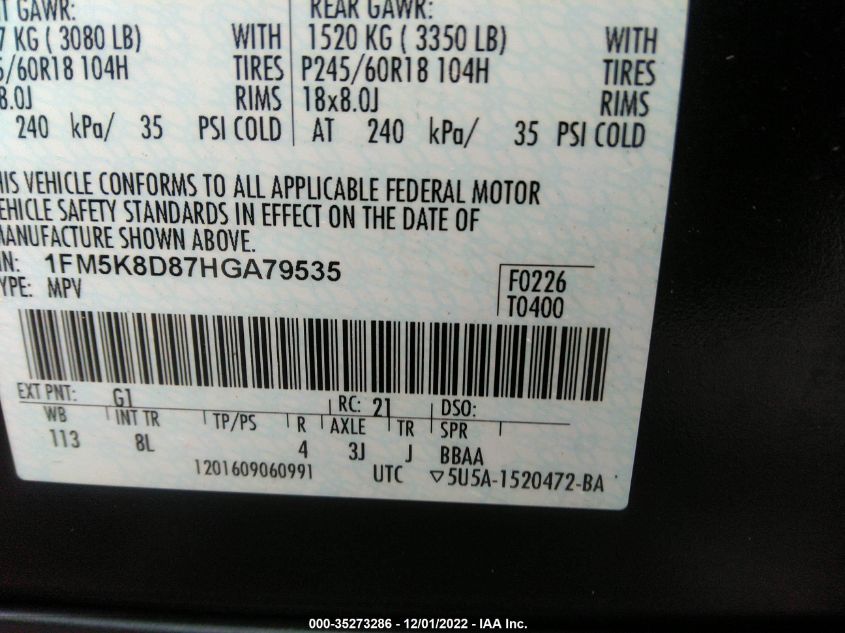 GAWR: REAR GAWR:
KG ( 3080 LB) WITH 1520 KG ( 3350 LB) WITH
/60R18 104H TIRES P245/60R18 104H TIRES
8.0J RIMS 18x8.0J RIMS
240 kPa/ 35 PSI COLD AT 240 kPa/ 35 PSI COLD
VEHICLE CONFORMS TO ALL APPLICABLE FEDERAL MOTOR
EHICLE SAFETY STANDARDS IN EFFECT ON THE DATE OF
ANUFACTURE SHOWN ABOVE.
N: 1FM5K8D87HGA79535 F0226
YPE: MPV T0400
EXT PNT: G1 RC: 21 DSO:
WB INT TR TP/PS R AXLE TR SPR
113 8L 4 3J J BBAA
1201609060991 UTC ▽5U5A-1520472-BA
000-35273286 - 12/01/2022 - IAA Inc.